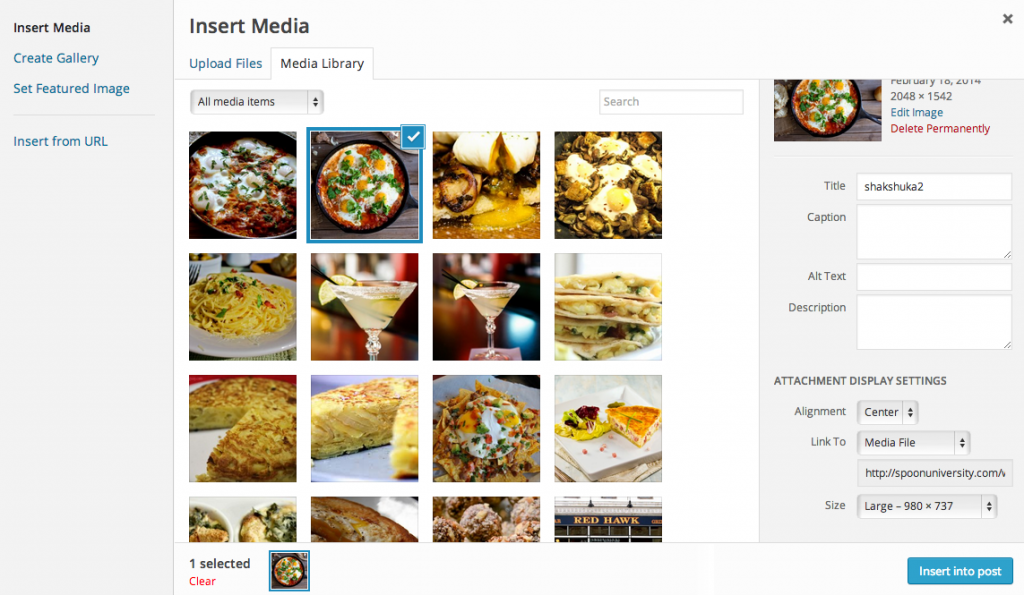 Insert Media
Create Gallery
Set Featured Image
Insert from URL
Insert Media
Upload Files
Media Library
All media items
Search
February 18, 2014
2048 × 1542
Edit Image
Delete Permanently
Title
shakshuka2
Caption
Alt Text
Description
ATTACHMENT DISPLAY SETTINGS
Alignment
Center
Link To
Media File
http://spoonuniversity.com/
Size
Large – 980 × 737
RED HAWK
1 selected
Clear
Insert into post